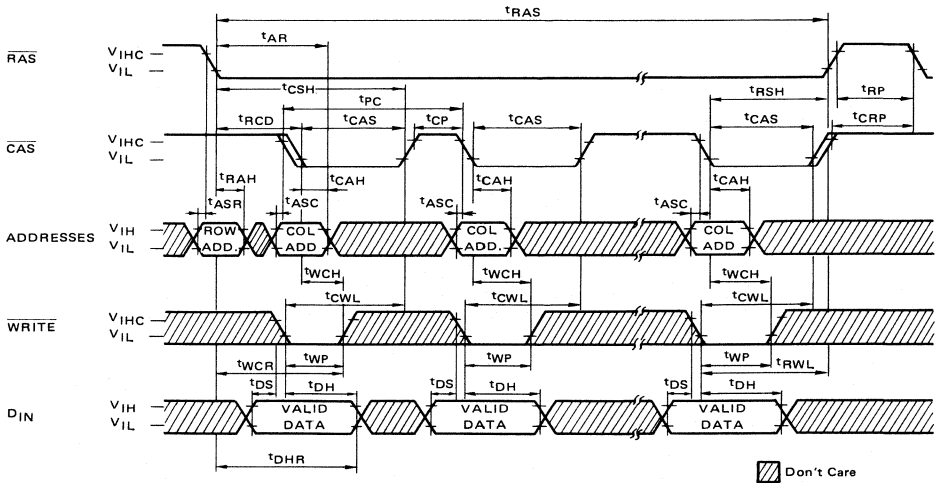 tRAS
tAR
RAS
VIHC
VIL
tCSH
tPC
tRSH
tRP
tRCD
tCAS
tCP
tCAS
tCAS
tCRP
CAS
VIHC
VIL
tRAH
tCAH
tCAH
tCAH
tASR
tASC
tASC
tASC
ADDRESSES
VIH
VIL
ROW
ADD.
COL
ADD
COL
ADD.
COL
ADD
tWCH
tWCH
tWCH
tCWL
tCWL
tCWL
WRITE
VIHC
VIL
tWCR
tWP
tWP
tWP
tRWL
tDS
tDH
tDS
tDH
tDS
tDH
DIN
VIH
VIL
VALID
DATA
VALID
DATA
VALID
DATA
tDHR
Don't Care